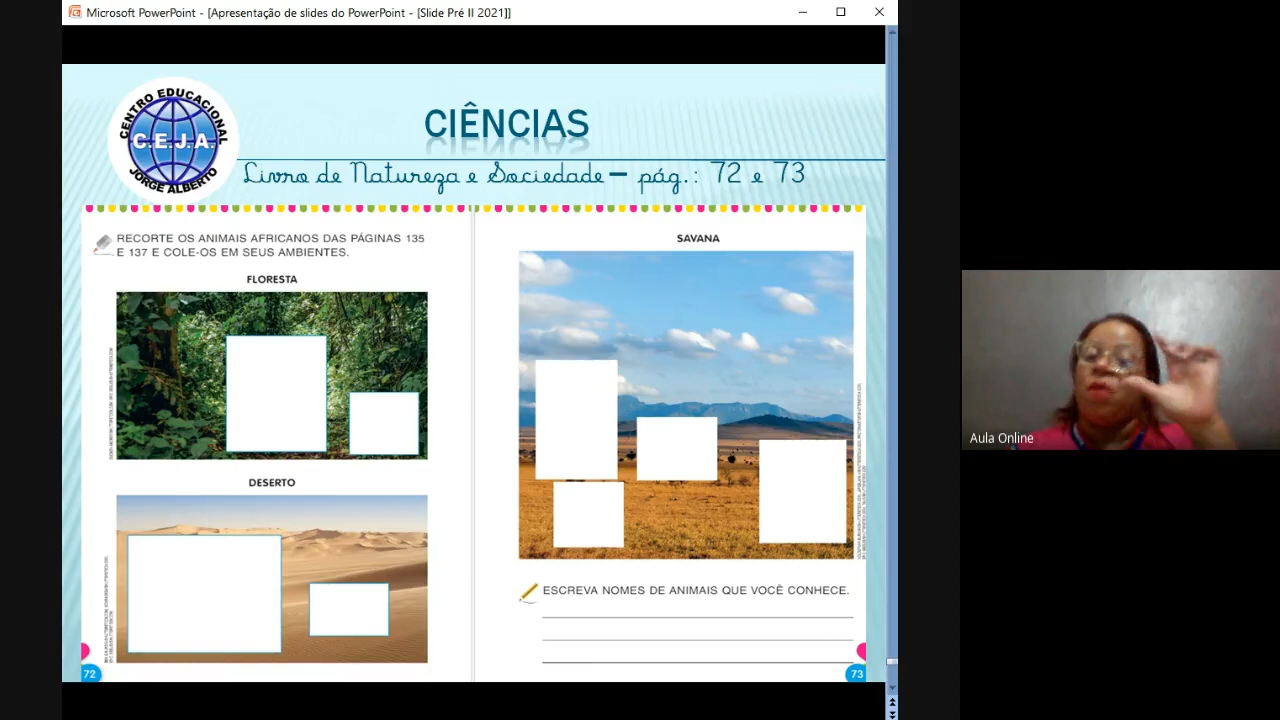 Microsoft PowerPoint - [Apresentação de slides do PowerPoint - [Slide Pré II 2021]]
CENTRO EDUCACIONAL
C.E.J.A.
JORGE ALBERTO
CIÊNCIAS
Livro de Natureza e Sociedade – pág.: 72 e 73
RECORTE OS ANIMAIS AFRICANOS DAS PÁGINAS 135
E 137 E COLE-OS EM SEUS AMBIENTES.
FLORESTA
DESERTO
72
SAVANA
ESCREVA NOMES DE ANIMAIS QUE VOCÊ CONHECE.
73
Aula Online